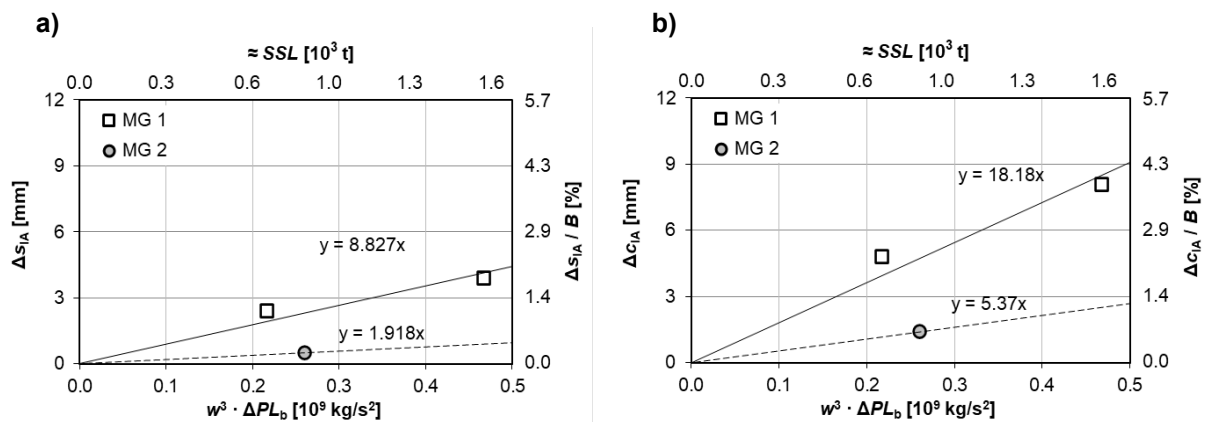 a)
≈ SSL [10³ t]
0.0 0.3 0.6 1.0 1.3 1.6
12 5.7
MG 1
MG 2
9 4.3
Δs_IA [mm]
6 2.9
Δs_IA / B [%]
y = 8.827x
3 1.4
y = 1.918x
0 0.0
0.0 0.1 0.2 0.3 0.4 0.5
w³ · ΔPL_b [10⁹ kg/s²]
b)
≈ SSL [10³ t]
0.0 0.3 0.6 1.0 1.3 1.6
12 5.7
MG 1
MG 2
9 4.3
y = 18.18x
Δc_IA [mm]
6 2.9
Δc_IA / B [%]
3 1.4
y = 5.37x
0 0.0
0.0 0.1 0.2 0.3 0.4 0.5
w³ · ΔPL_b [10⁹ kg/s²]